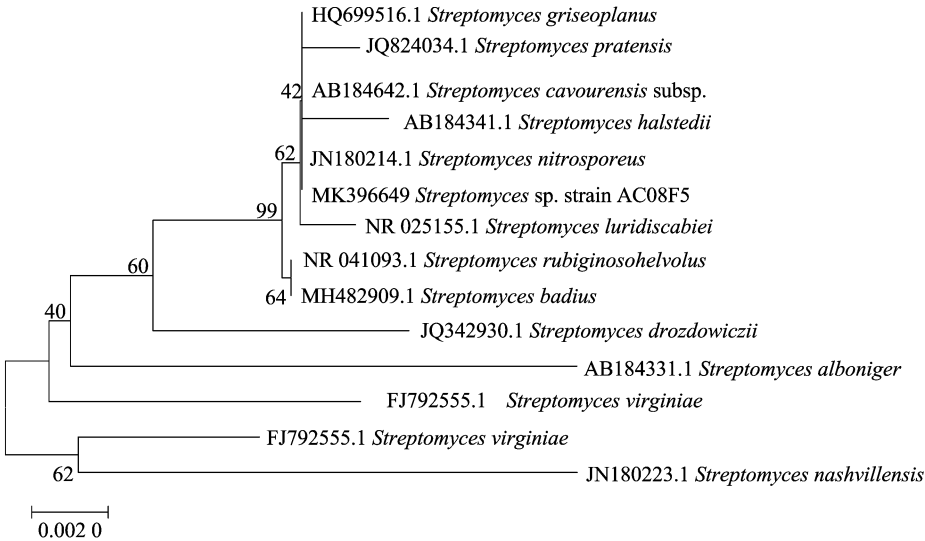 HQ699516.1 Streptomyces griseoplanus
JQ824034.1 Streptomyces pratensis
42
AB184642.1 Streptomyces cavourensis subsp.
AB184341.1 Streptomyces halstedii
62
JN180214.1 Streptomyces nitrosporeus
MK396649 Streptomyces sp. strain AC08F5
99
NR 025155.1 Streptomyces luridiscabiei
NR 041093.1 Streptomyces rubiginosohelvolus
60
64
MH482909.1 Streptomyces badius
40
JQ342930.1 Streptomyces drozdowiczii
AB184331.1 Streptomyces alboniger
FJ792555.1 Streptomyces virginiae
FJ792555.1 Streptomyces virginiae
62
JN180223.1 Streptomyces nashvillensis
0.002 0